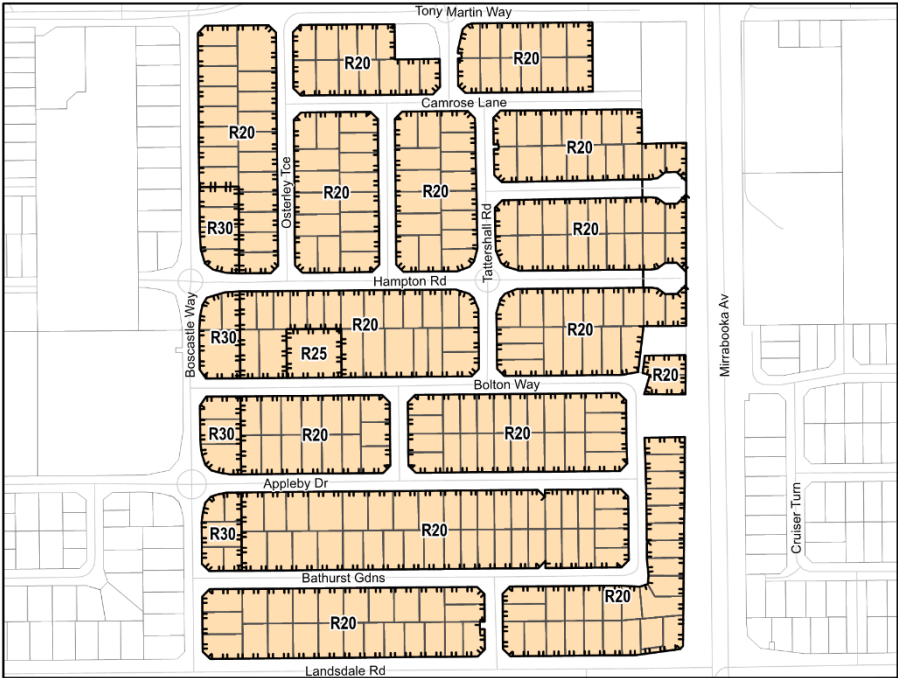 Tony Martin Way
R20
R20
Camrose Lane
R20
R20
Osterley Tce
R20
R20
R30
Tattershall Rd
R20
Hampton Rd
Boscastle Way
R20
R20
R30
R25
Mirrabooka Av
R20
Bolton Way
R30
R20
R20
Appleby Dr
R30
R20
Cruiser Turn
Bathurst Gdns
R20
R20
Landsdale Rd